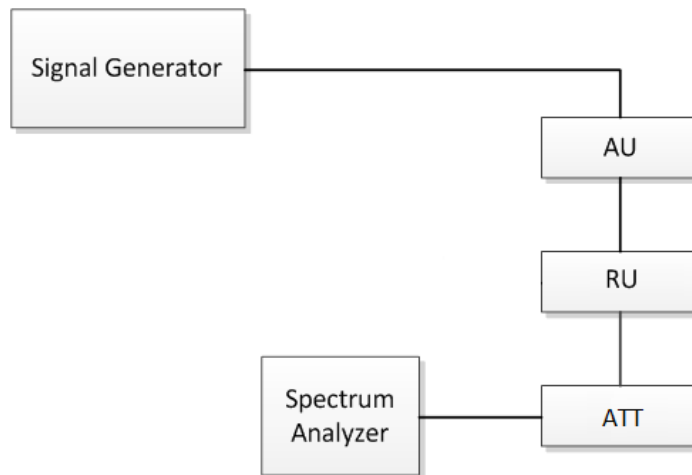 Signal Generator
AU
RU
Spectrum
Analyzer
ATT